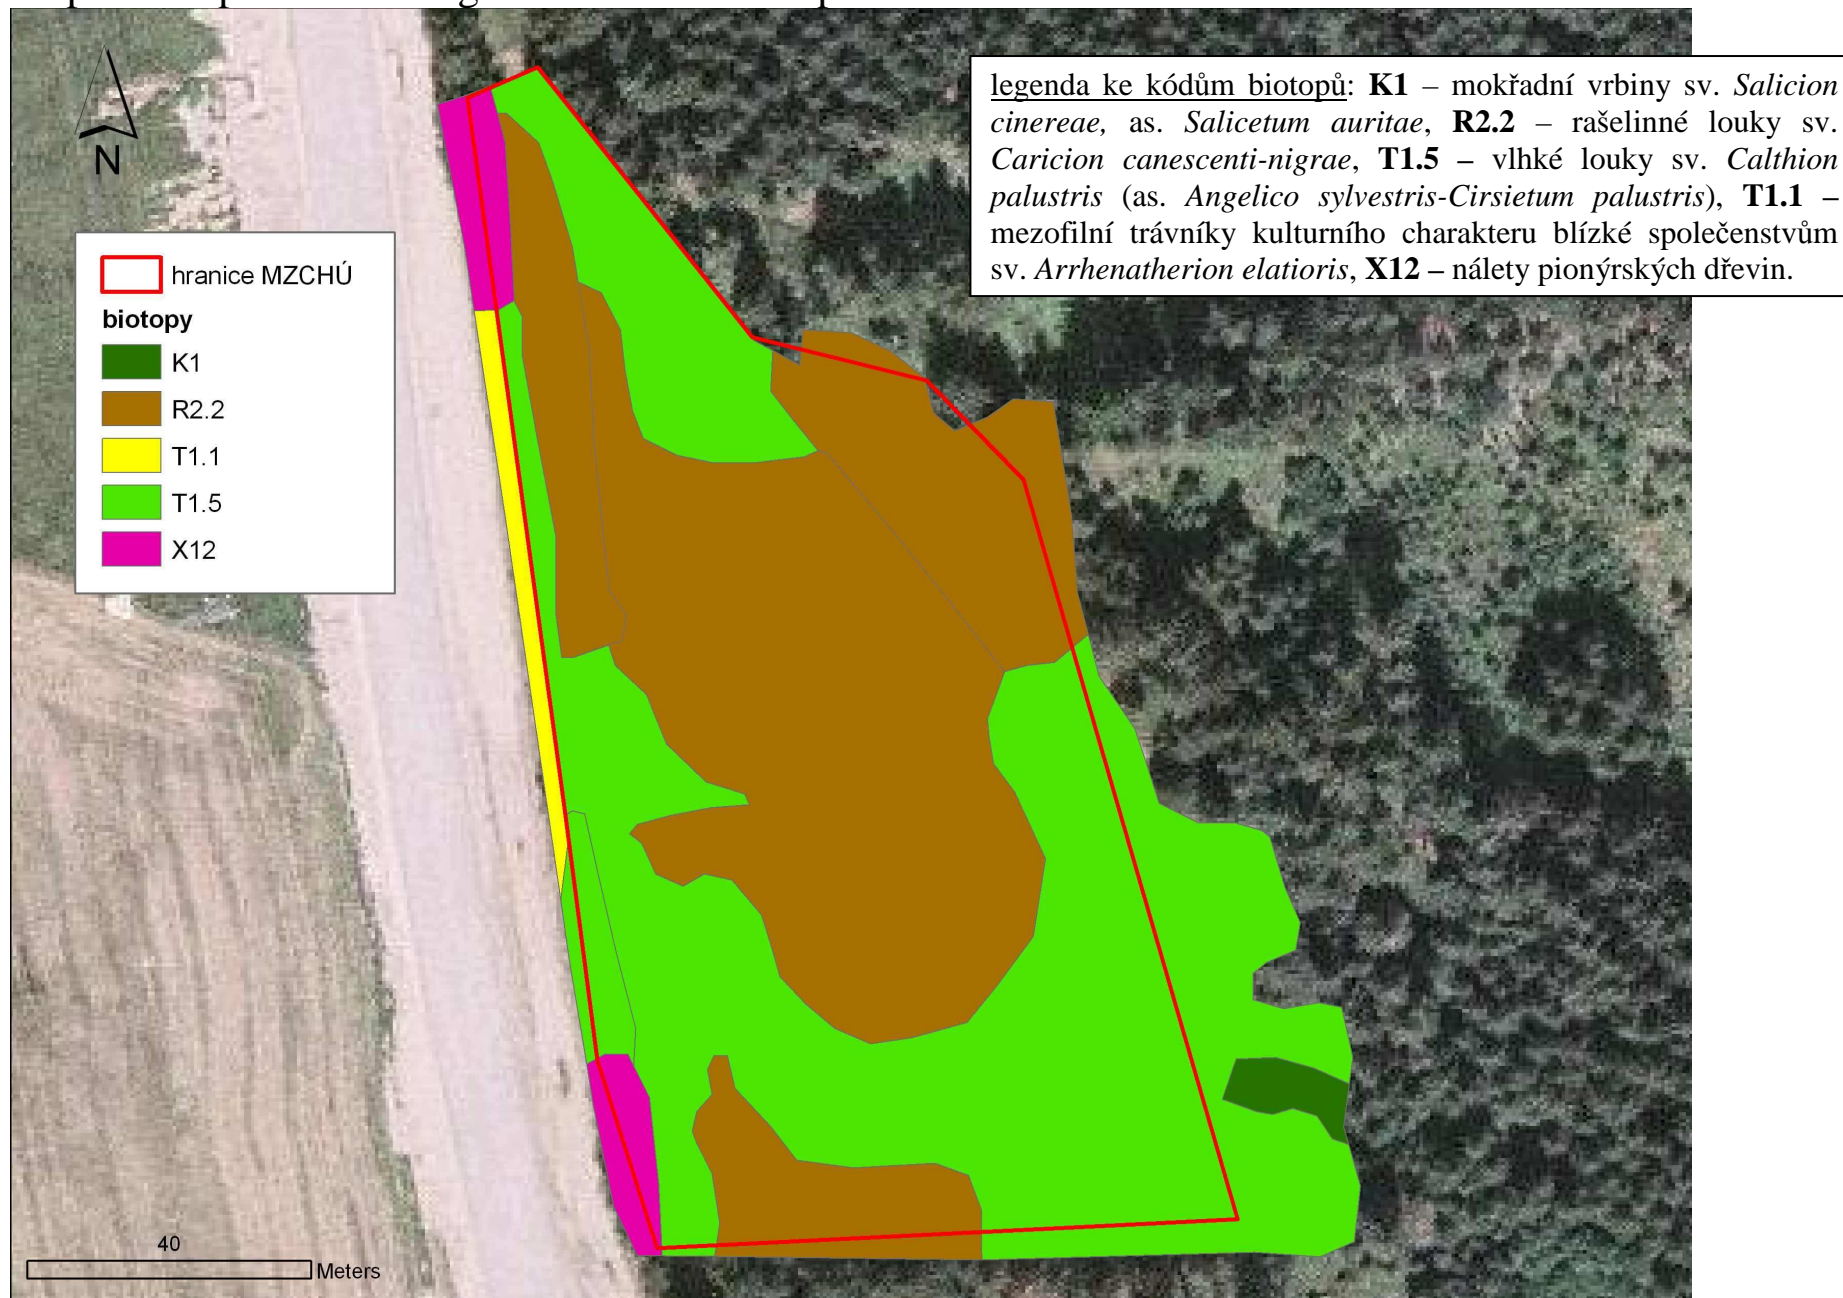 legenda ke kódům biotopů: K1 – mokřadní vrbiny sv. Salicion
cinereae, as. Salicetum auritae, R2.2 – rašelinné louky sv.
Caricion canescenti-nigrae, T1.5 – vlhké louky sv. Calthion
palustris (as. Angelico sylvestris-Cirsietum palustris), T1.1 –
mezofilní trávníky kulturního charakteru blízké společenstvům
sv. Arrhenatherion elatioris, X12 – nálety pionýrských dřevin.
N
hranice MZCHÚ
biotopy
K1
R2.2
T1.1
T1.5
X12
40
Meters